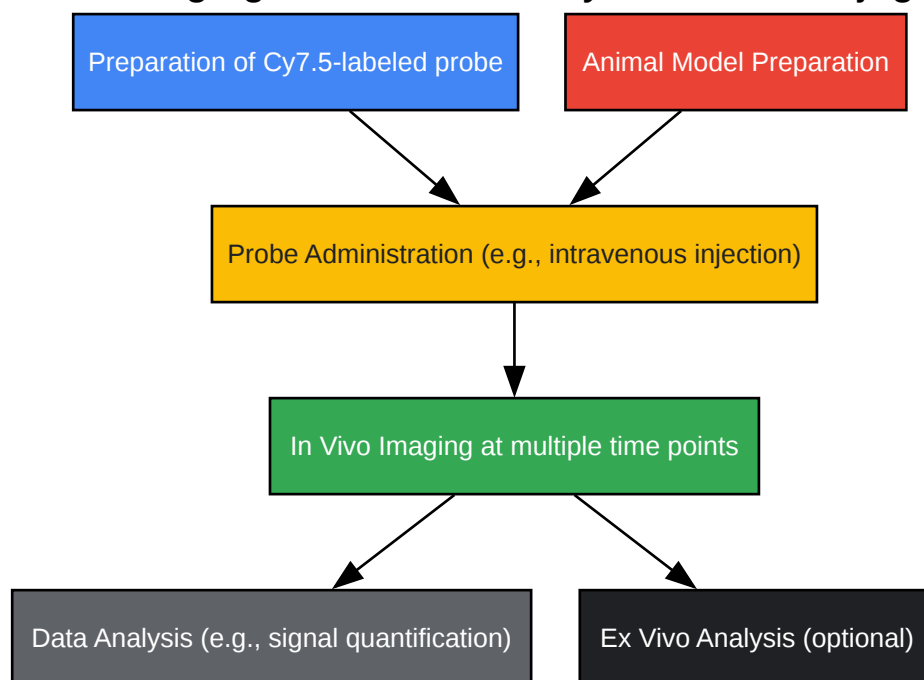 Preparation of Cy7.5-labeled probe
Animal Model Preparation
Probe Administration (e.g., intravenous injection)
In Vivo Imaging at multiple time points
Data Analysis (e.g., signal quantification)
Ex Vivo Analysis (optional)